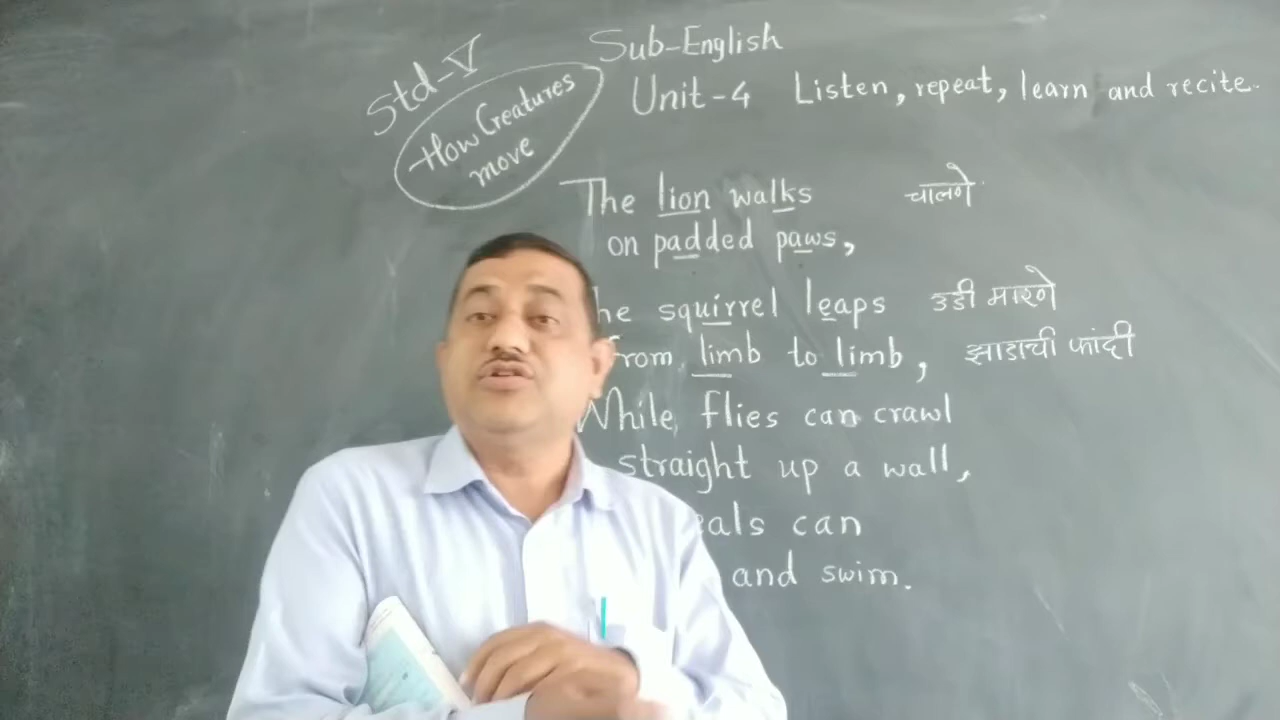 Std-V
Sub-English
How Creatures
move
Unit-4 Listen, repeat, learn and recite.
The lion walks चालणे
on padded paws,
he squirrel leaps उडी मारणे
from limb to limb, झाडाची फांदी
While flies can crawl
straight up a wall,
eals can
and swim.